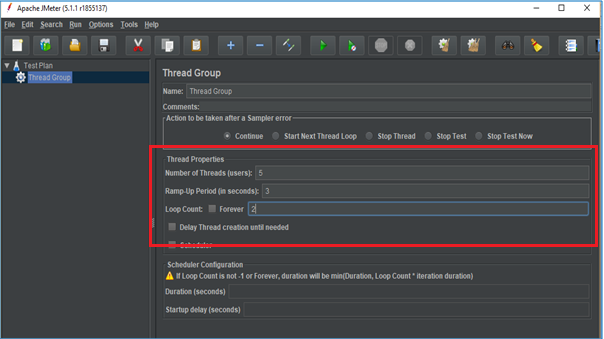 Apache JMeter (5.1.1 r1855137)
File Edit Search Run Options Tools Help
Test Plan
Thread Group
Thread Group
Name: Thread Group
Comments:
Action to be taken after a Sampler error
Continue Start Next Thread Loop Stop Thread Stop Test Stop Test Now
Thread Properties
Number of Threads (users): 5
Ramp-Up Period (in seconds): 3
Loop Count: Forever 2
Delay Thread creation until needed
Scheduler
Scheduler Configuration
If Loop Count is not -1 or Forever, duration will be min(Duration, Loop Count * iteration duration)
Duration (seconds)
Startup delay (seconds)